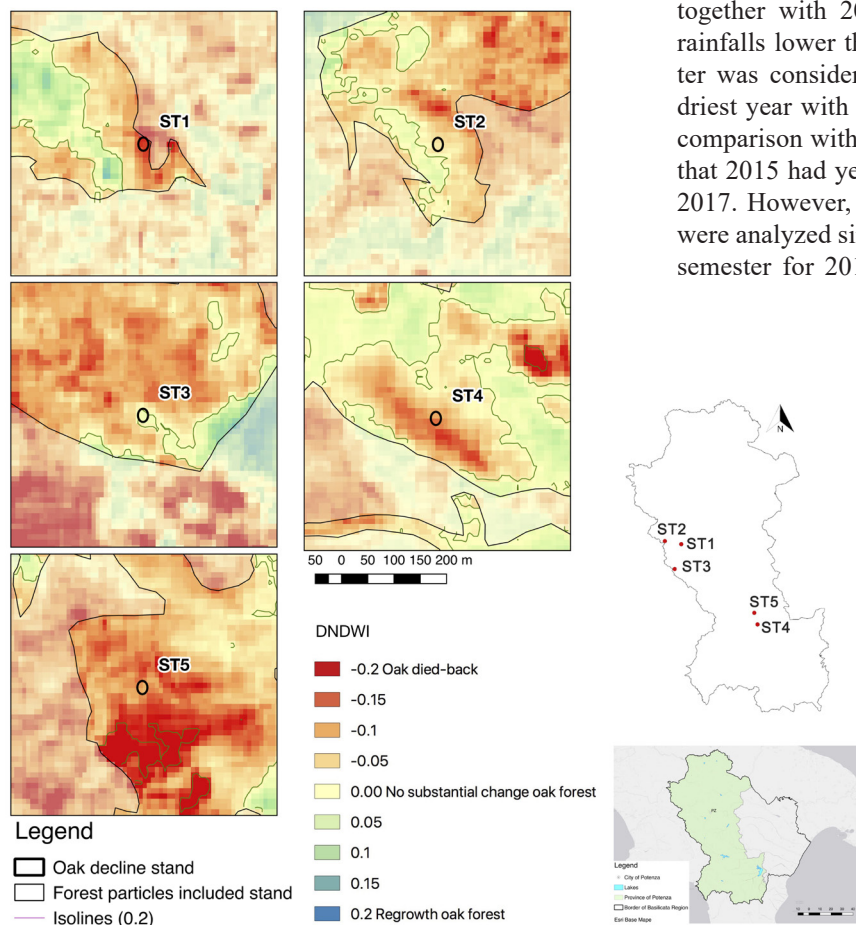 together with 20
rainfalls lower th
ter was consider
driest year with
comparison with
that 2015 had ye
2017. However,
were analyzed si
semester for 201
ST1
ST2
ST3
ST4
50 0 50 100 150 200 m
ST5
DNDWI
-0.2 Oak died-back
-0.15
-0.1
-0.05
0.00 No substantial change oak forest
0.05
0.1
0.15
0.2 Regrowth oak forest
Legend
Oak decline stand
Forest particles included stand
Isolines (0.2)
N
ST2
ST1
ST3
ST5
ST4
PZ
Legend
City of Potenza
Lakes
Province of Potenza
Border of Basilicata Region
Esri Base Maps